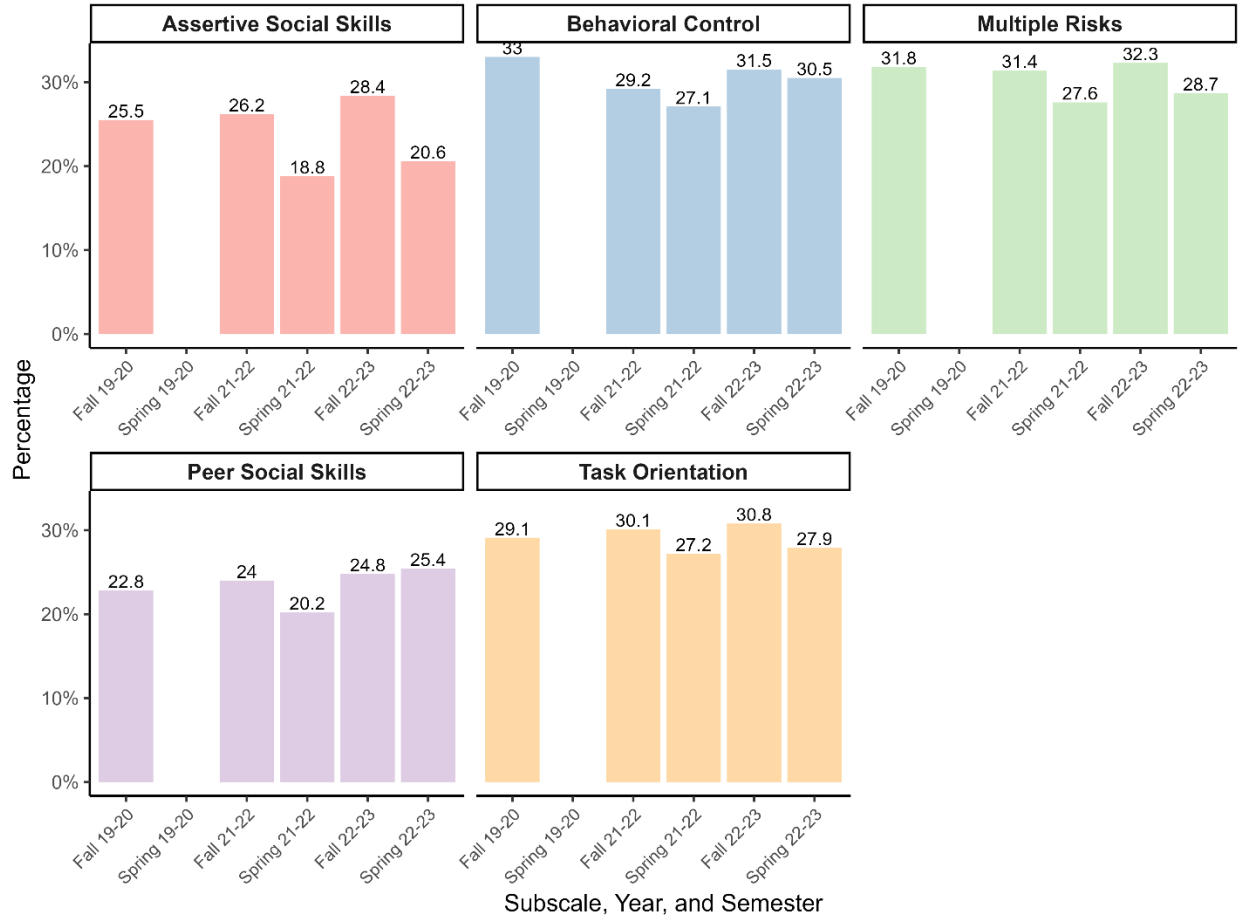 Assertive Social Skills
Behavioral Control
Multiple Risks
Percentage
30%
20%
10%
0%
25.5
26.2
18.8
28.4
20.6
33
29.2
27.1
31.5
30.5
31.8
31.4
27.6
32.3
28.7
Fall 19-20
Spring 19-20
Fall 21-22
Spring 21-22
Fall 22-23
Spring 22-23
Fall 19-20
Spring 19-20
Fall 21-22
Spring 21-22
Fall 22-23
Spring 22-23
Fall 19-20
Spring 19-20
Fall 21-22
Spring 21-22
Fall 22-23
Spring 22-23
Peer Social Skills
Task Orientation
30%
20%
10%
0%
22.8
24
20.2
24.8
25.4
29.1
30.1
27.2
30.8
27.9
Fall 19-20
Spring 19-20
Fall 21-22
Spring 21-22
Fall 22-23
Spring 22-23
Fall 19-20
Spring 19-20
Fall 21-22
Spring 21-22
Fall 22-23
Spring 22-23
Subscale, Year, and Semester